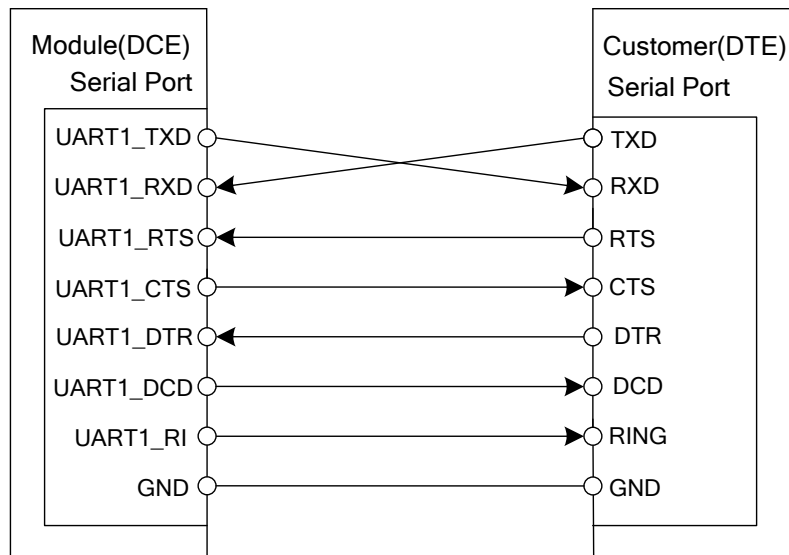 Module(DCE)
Serial Port
UART1_TXD
UART1_RXD
UART1_RTS
UART1_CTS
UART1_DTR
UART1_DCD
UART1_RI
GND
Customer(DTE)
Serial Port
TXD
RXD
RTS
CTS
DTR
DCD
RING
GND